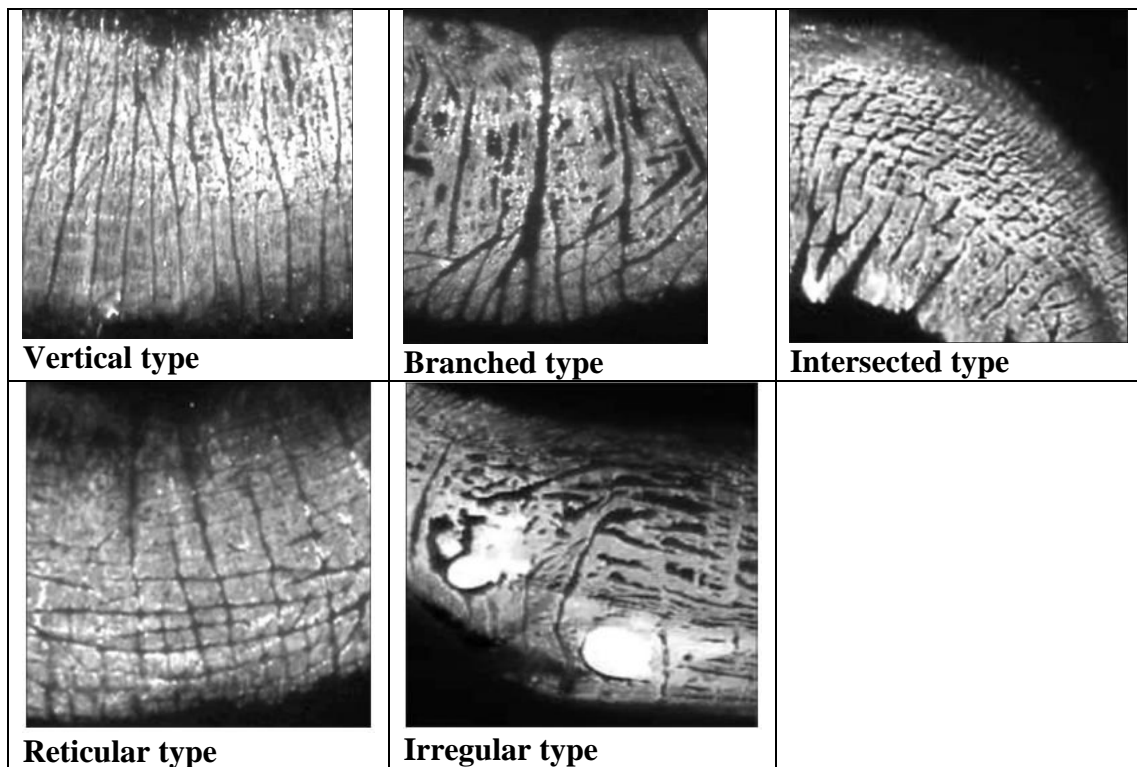 Vertical type
Branched type
Intersected type
Reticular type
Irregular type